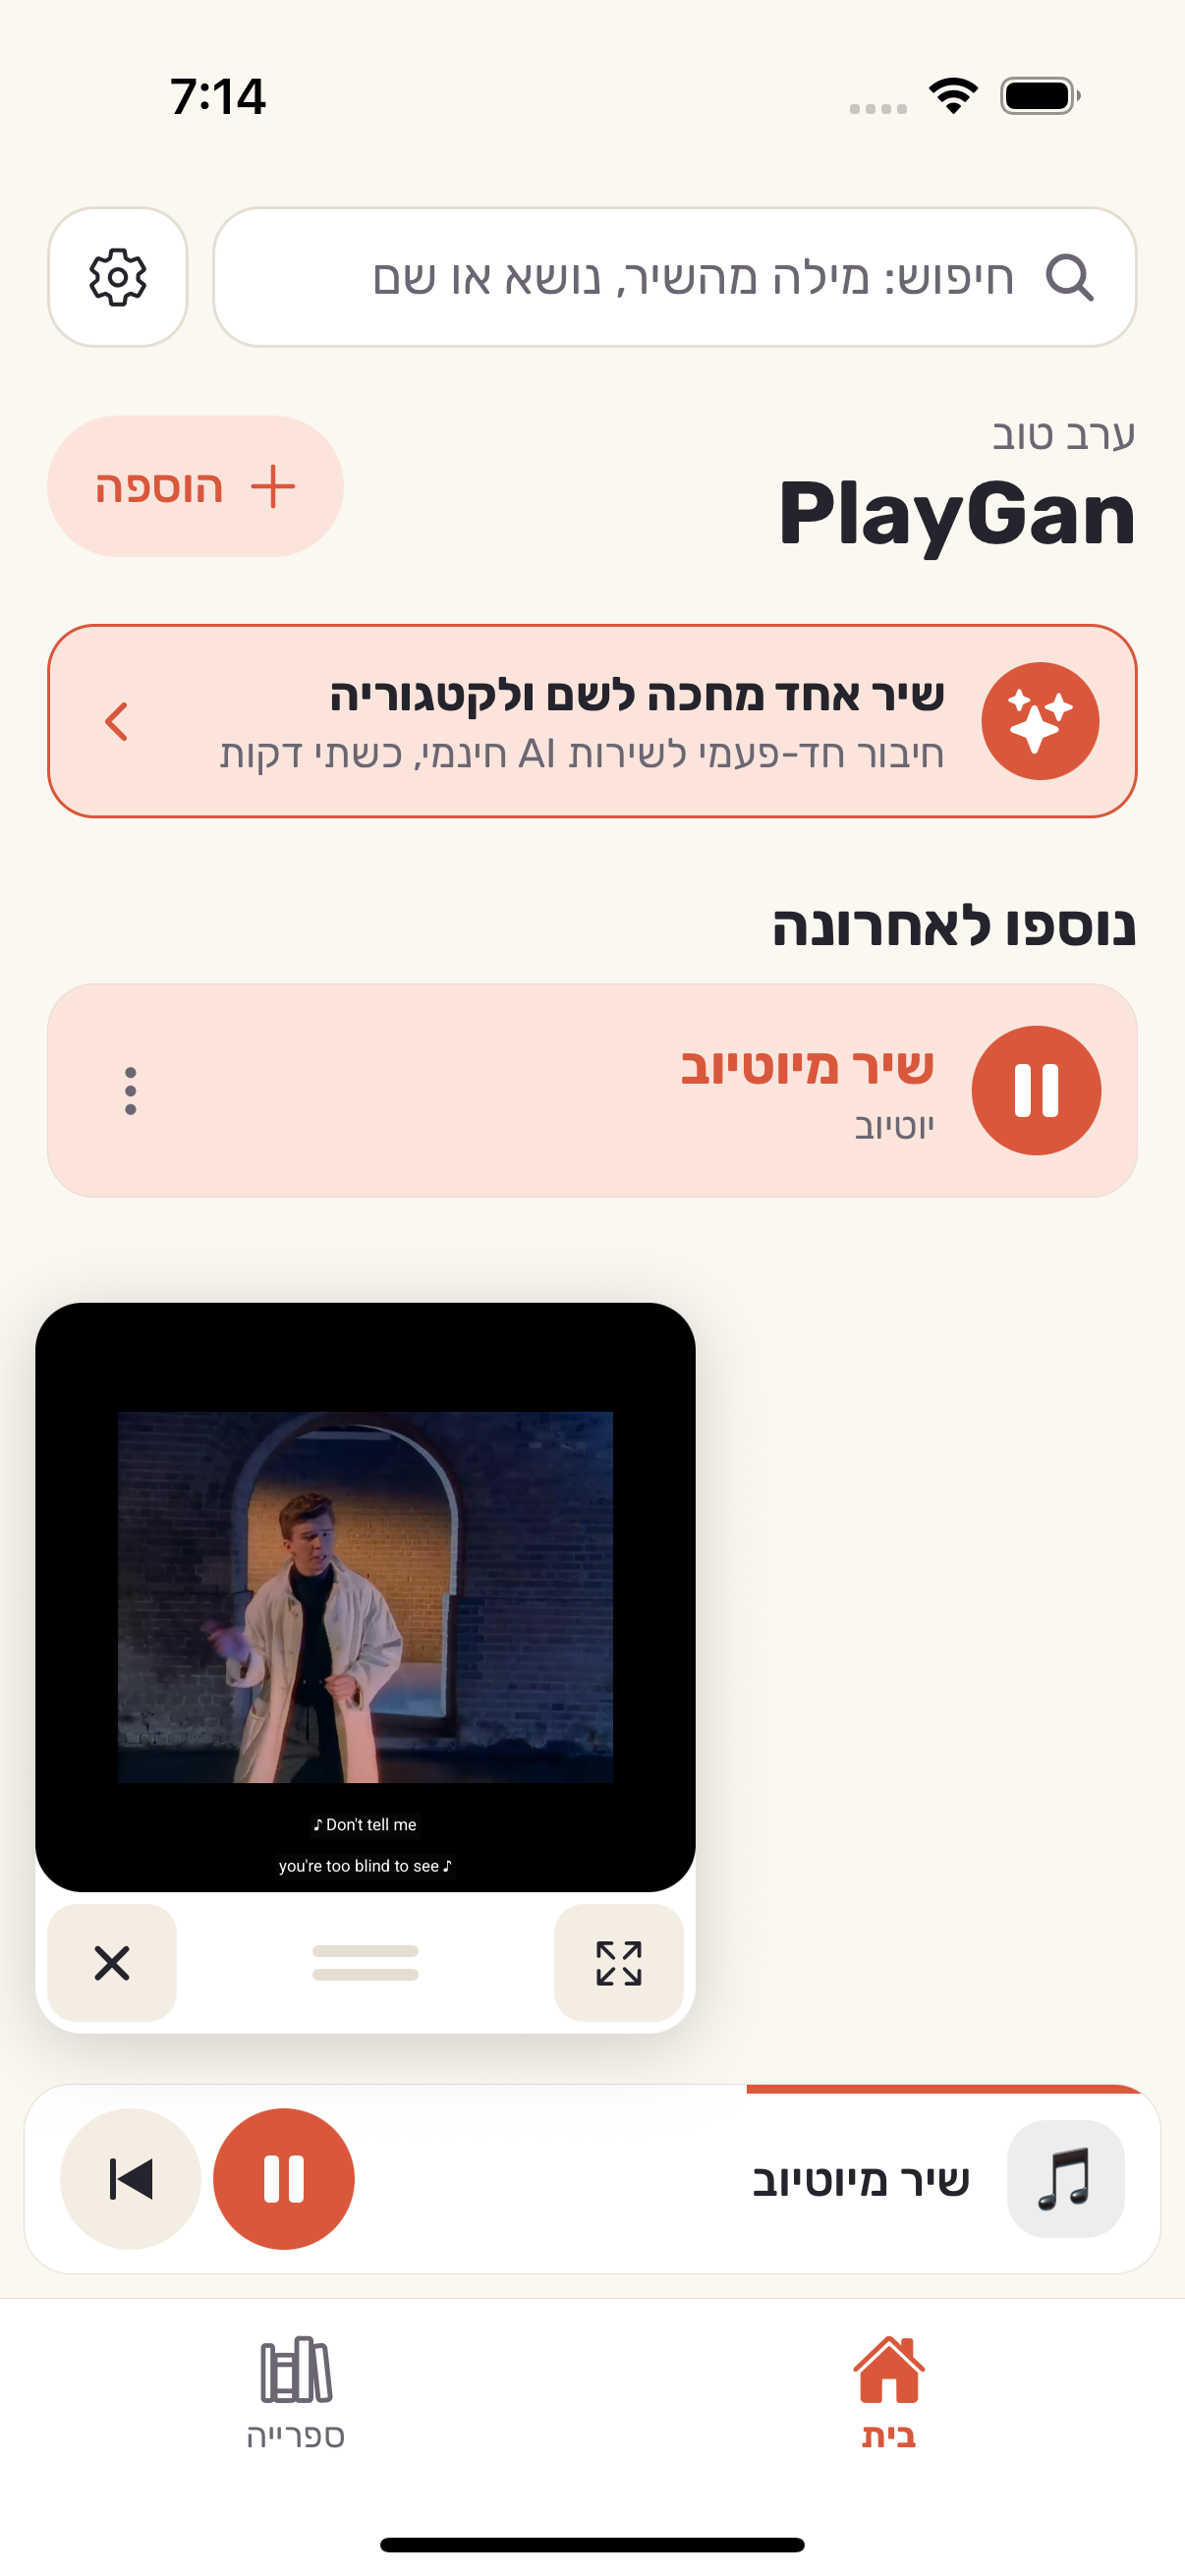 7:14
חיפוש: מילה מהשיר, נושא או שם
ערב טוב
PlayGan
הוספה
שיר אחד מחכה לשם ולקטגוריה
חיבור חד-פעמי לשירות AI חינמי, כשתי דקות
נוספו לאחרונה
שיר מיוטיוב
יוטיוב
♪ Don't tell me
you're too blind to see ♪
שיר מיוטיוב
בית
ספרייה